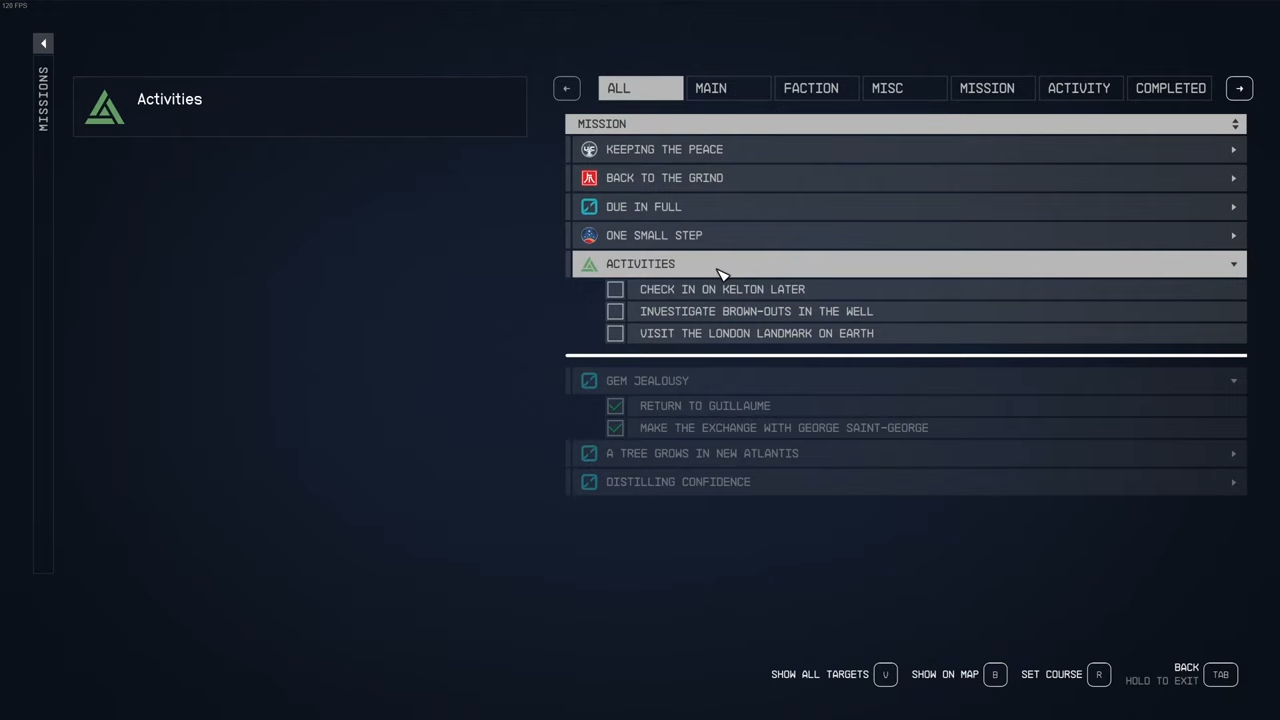 120 FPS
MISSIONS
Activities
←
ALL
MAIN
FACTION
MISC
MISSION
ACTIVITY
COMPLETED
→
MISSION
KEEPING THE PEACE
BACK TO THE GRIND
DUE IN FULL
ONE SMALL STEP
ACTIVITIES
CHECK IN ON KELTON LATER
INVESTIGATE BROWN-OUTS IN THE WELL
VISIT THE LONDON LANDMARK ON EARTH
GEM JEALOUSY
RETURN TO GUILLAUME
MAKE THE EXCHANGE WITH GEORGE SAINT-GEORGE
A TREE GROWS IN NEW ATLANTIS
DISTILLING CONFIDENCE
SHOW ALL TARGETS V
SHOW ON MAP B
SET COURSE R
BACK
HOLD TO EXIT
TAB